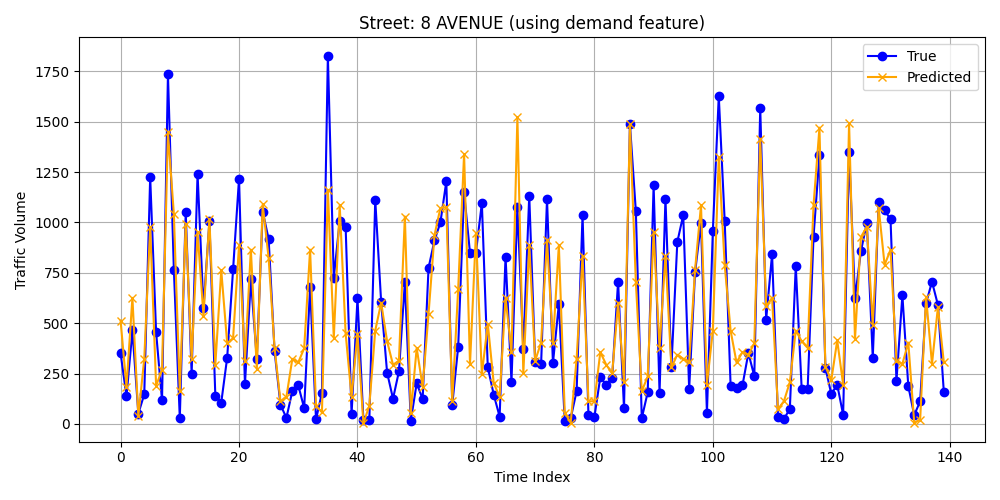 Street: 8 AVENUE (using demand feature)
True
Predicted
Traffic Volume
1750
1500
1250
1000
750
500
250
0
0 20 40 60 80 100 120 140
Time Index